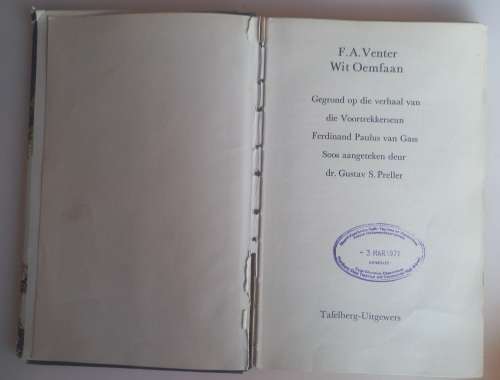 F. A. Venter
Wit Oemfaan
Gegrond op die verhaal van
die Voortrekkerseun
Ferdinand Paulus van Gass
Soos aangeteken deur
dr. Gustav S. Preller
- 3 MAR 1971
Tafelberg-Uitgewers